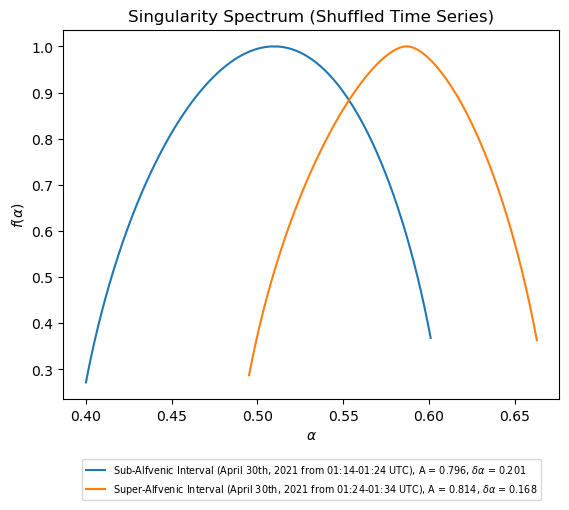 Singularity Spectrum (Shuffled Time Series)
1.0
0.9
0.8
0.7
0.6
0.5
0.4
0.3
f(α)
0.40 0.45 0.50 0.55 0.60 0.65
α
Sub-Alfvenic Interval (April 30th, 2021 from 01:14-01:24 UTC), A = 0.796, δα = 0.201
Super-Alfvenic Interval (April 30th, 2021 from 01:24-01:34 UTC), A = 0.814, δα = 0.168